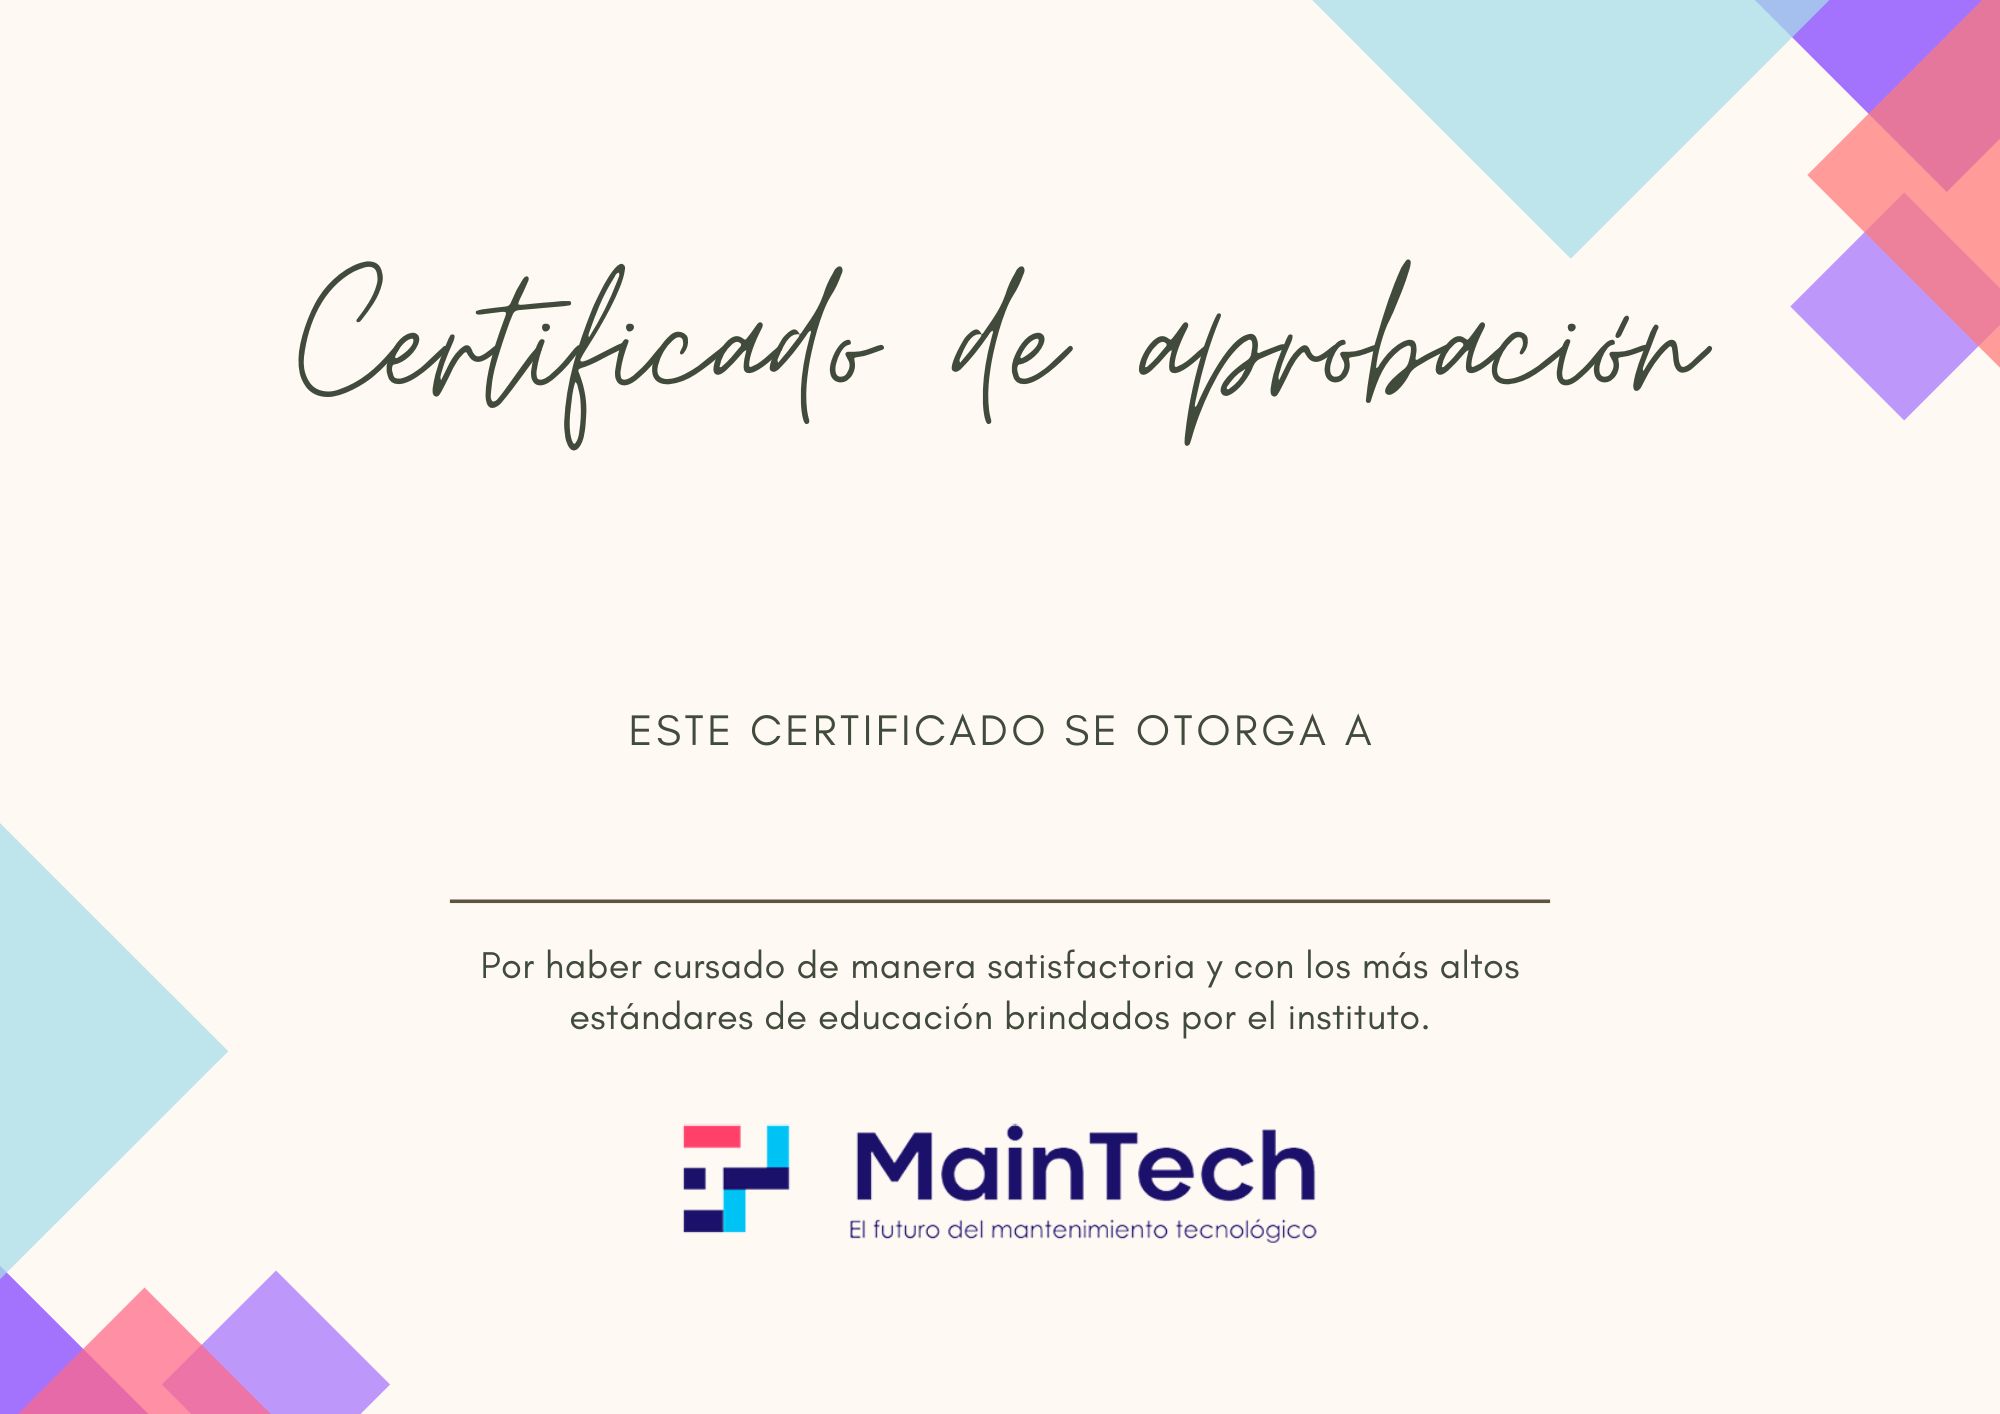 Certificado de aprobación
ESTE CERTIFICADO SE OTORGA A
Por haber cursado de manera satisfactoria y con los más altos
estándares de educación brindados por el instituto.
MainTech
El futuro del mantenimiento tecnológico